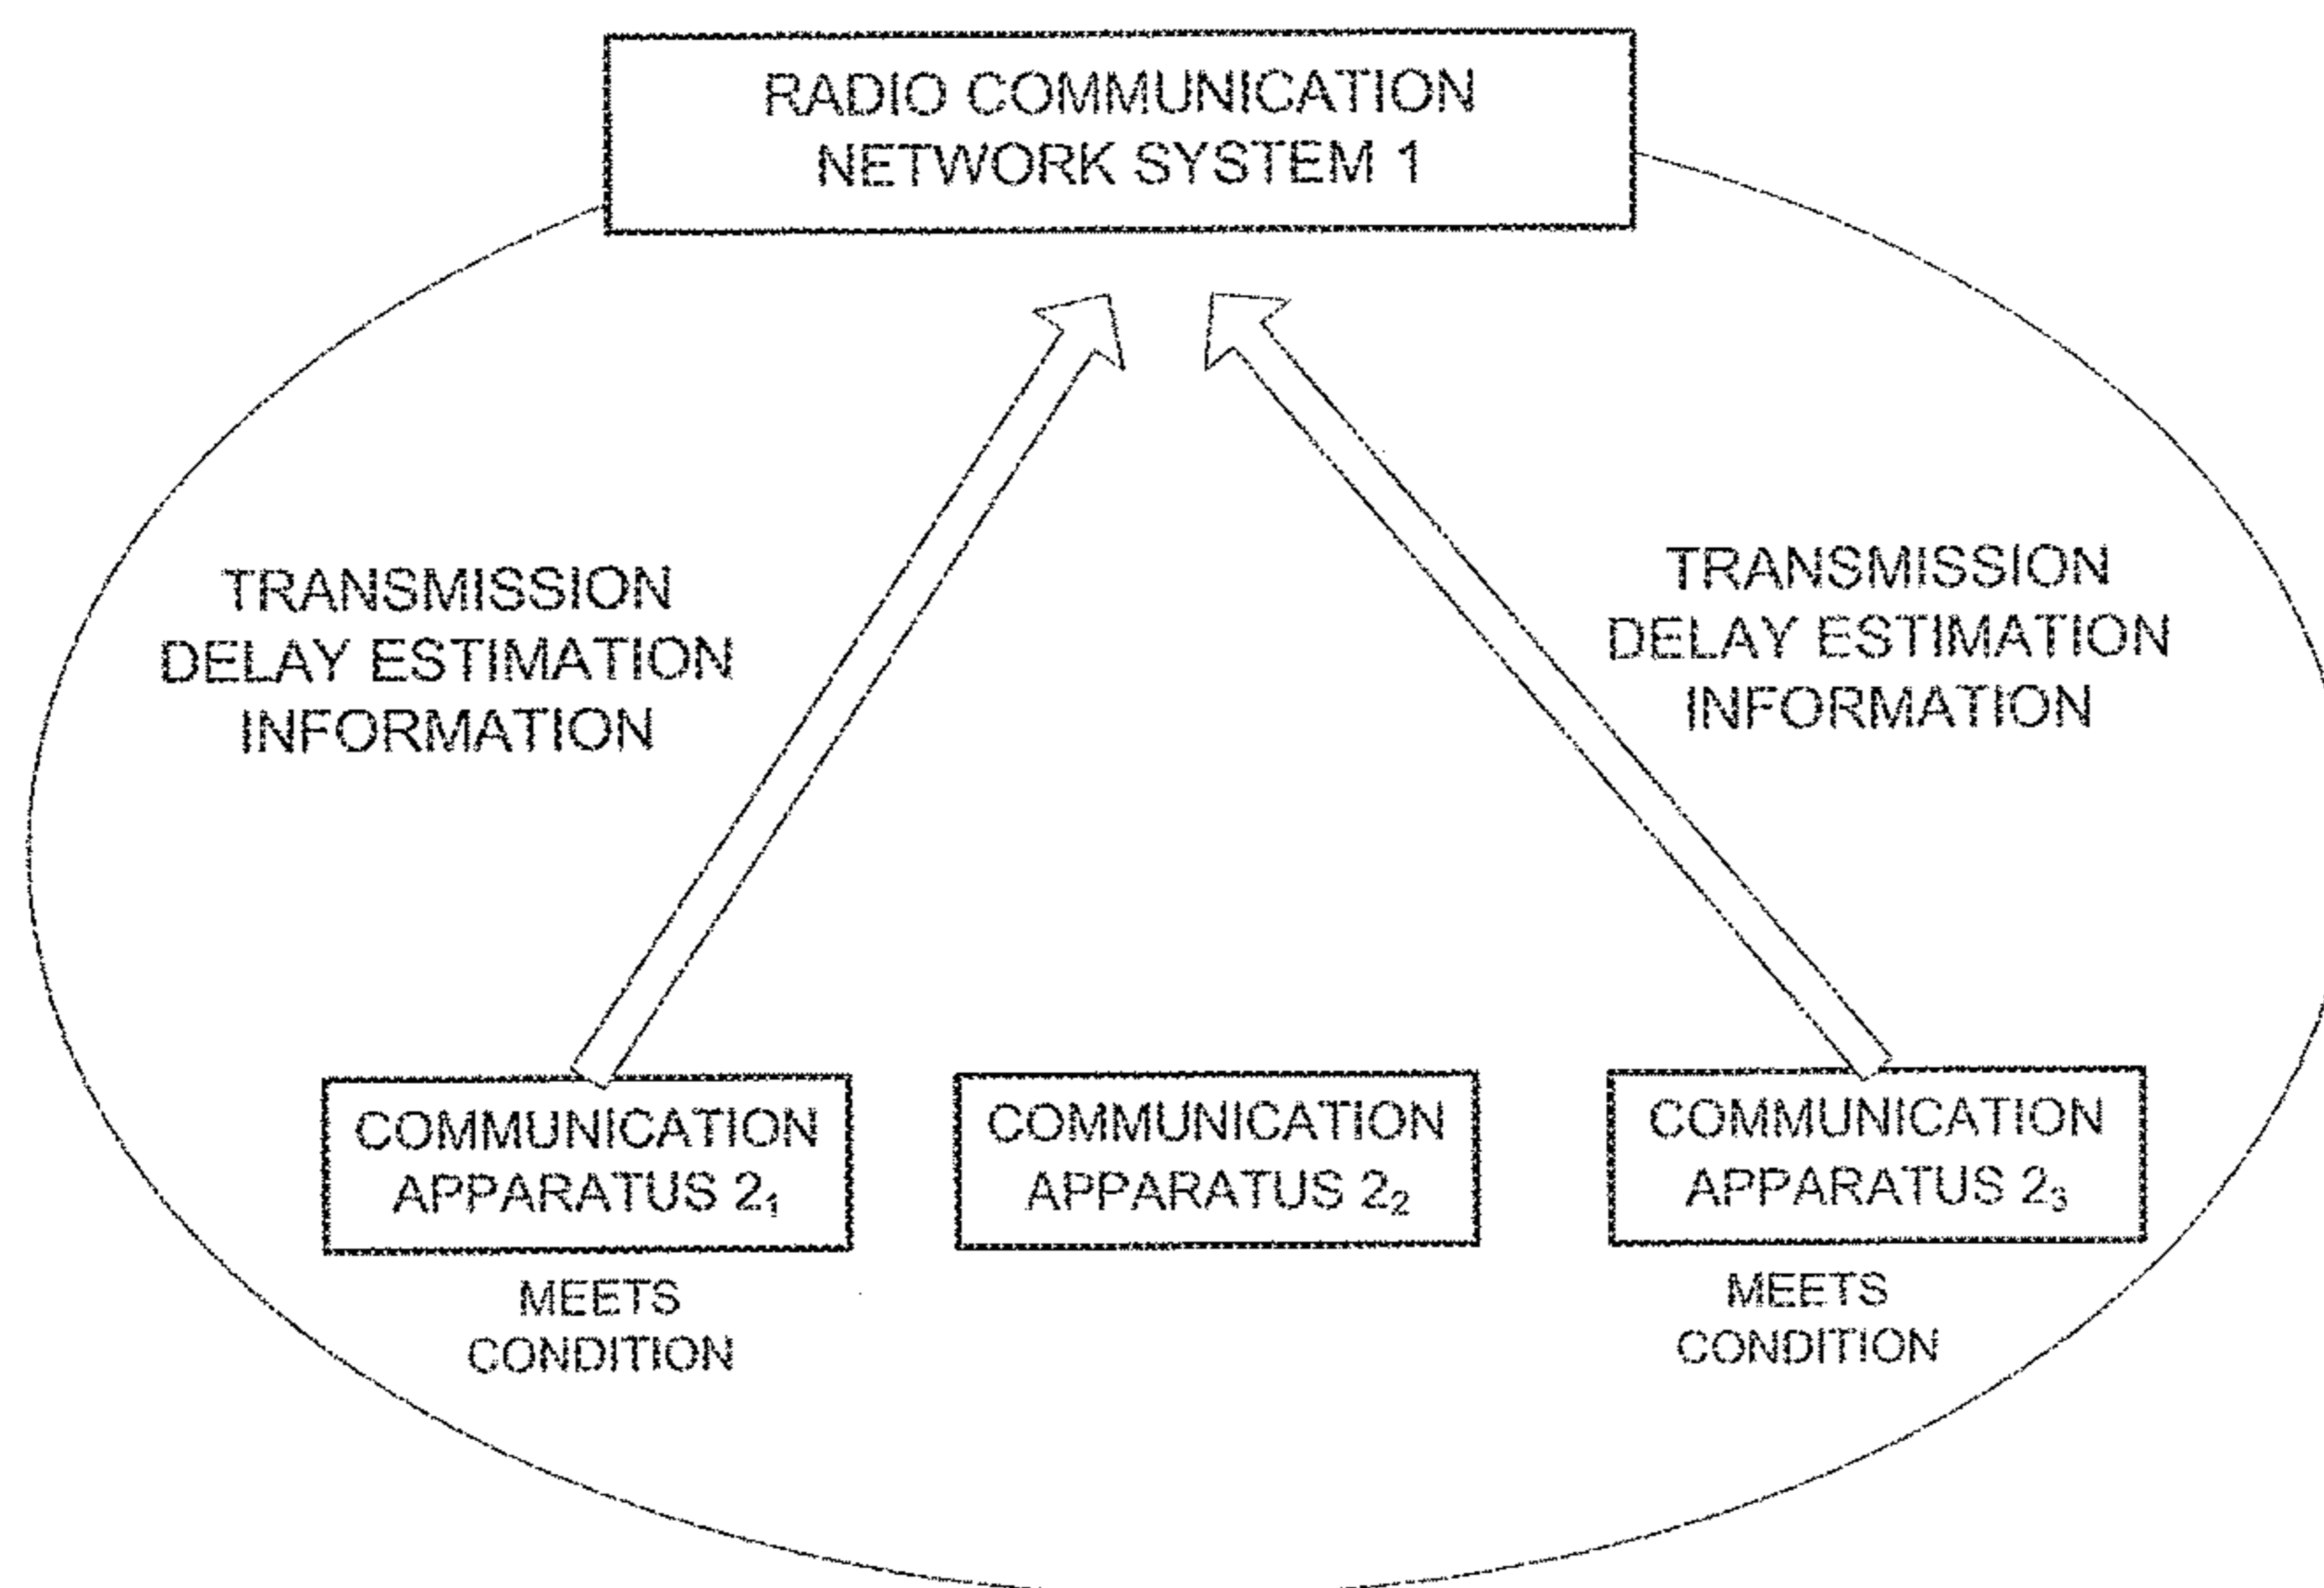 RADIO COMMUNICATION
NETWORK SYSTEM 1
TRANSMISSION
DELAY ESTIMATION
INFORMATION
TRANSMISSION
DELAY ESTIMATION
INFORMATION
COMMUNICATION
APPARATUS 2₁
COMMUNICATION
APPARATUS 2₂
COMMUNICATION
APPARATUS 2₃
MEETS
CONDITION
MEETS
CONDITION